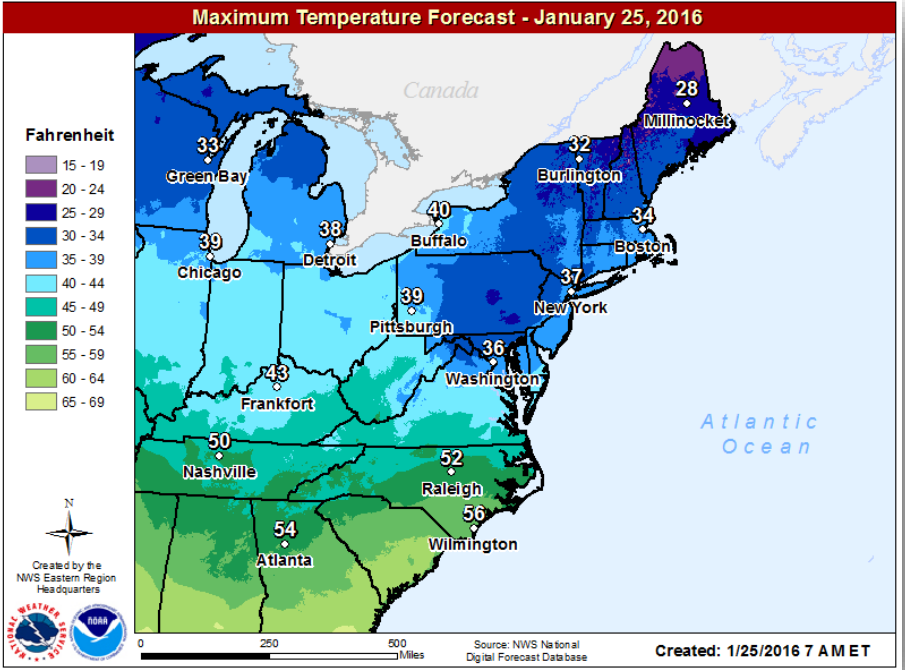 Maximum Temperature Forecast - January 25, 2016
Canada
28
Millinocket
Fahrenheit
15 - 19
20 - 24
25 - 29
30 - 34
35 - 39
40 - 44
45 - 49
50 - 54
55 - 59
60 - 64
65 - 69
33
Green Bay
32
Burlington
40
Buffalo
34
Boston
38
Detroit
39
Chicago
37
New York
39
Pittsburgh
36
Washington
43
Frankfort
Atlantic
Ocean
50
Nashville
52
Raleigh
56
Wilmington
54
Atlanta
N
Created by the
NWS Eastern Region
Headquarters
NATIONAL WEATHER SERVICE
NOAA
0 250 500
Miles
Source: NWS National
Digital Forecast Database
Created: 1/25/2016 7 AM ET